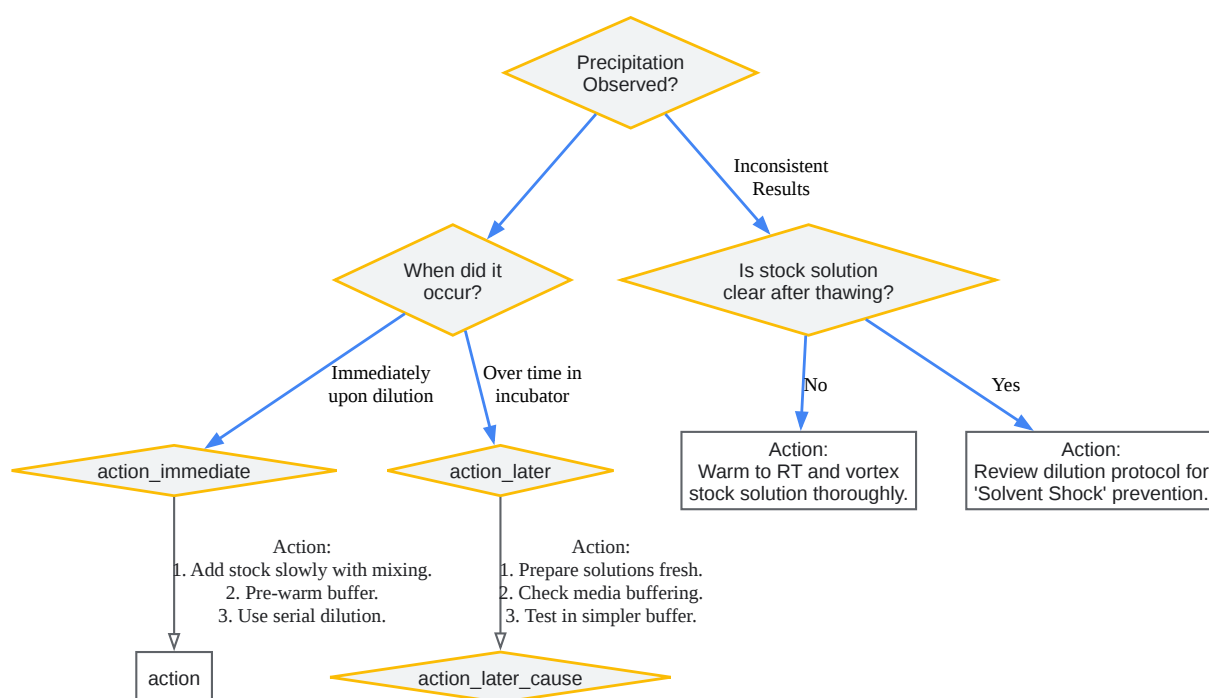 Precipitation
Observed?
Inconsistent
Results
When did it
occur?
Is stock solution
clear after thawing?
Immediately
upon dilution
Over time in
incubator
No
Yes
action_immediate
action_later
Action:
Warm to RT and vortex
stock solution thoroughly.
Action:
Review dilution protocol for
'Solvent Shock' prevention.
Action:
1. Add stock slowly with mixing.
2. Pre-warm buffer.
3. Use serial dilution.
Action:
1. Prepare solutions fresh.
2. Check media buffering.
3. Test in simpler buffer.
action
action_later_cause